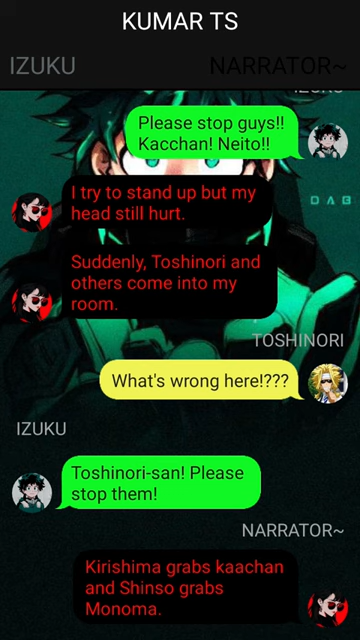 KUMAR TS
IZUKU
NARRATOR~
IZUKU
Please stop guys!!
Kacchan! Neito!!
DAB
I try to stand up but my
head still hurt.
Suddenly, Toshinori and
others come into my
room.
TOSHINORI
What's wrong here!???
IZUKU
Toshinori-san! Please
stop them!
NARRATOR~
Kirishima grabs kaachan
and Shinso grabs
Monoma.